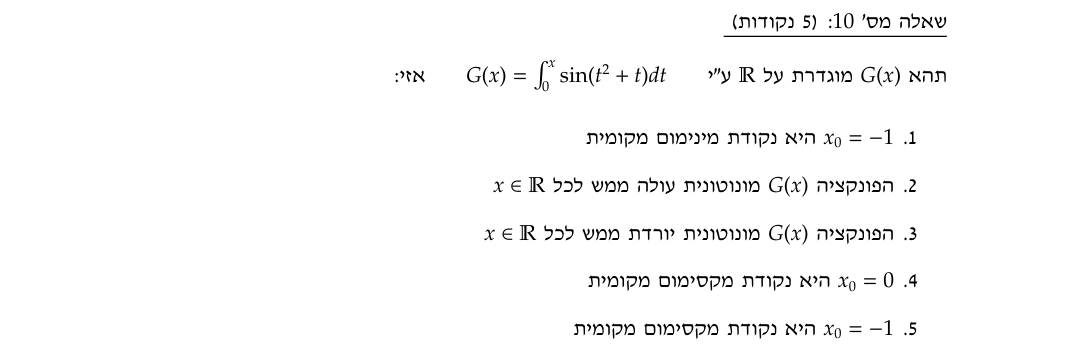 שאלה מס' 10: (5 נקודות)
תהא G(x) מוגדרת על ℝ ע"י G(x) = ∫₀ˣ sin(t² + t)dt אזי:
1. x₀ = −1 היא נקודת מינימום מקומית
2. הפונקציה G(x) מונוטונית עולה ממש לכל x ∈ ℝ
3. הפונקציה G(x) מונוטונית יורדת ממש לכל x ∈ ℝ
4. x₀ = 0 היא נקודת מקסימום מקומית
5. x₀ = −1 היא נקודת מקסימום מקומית